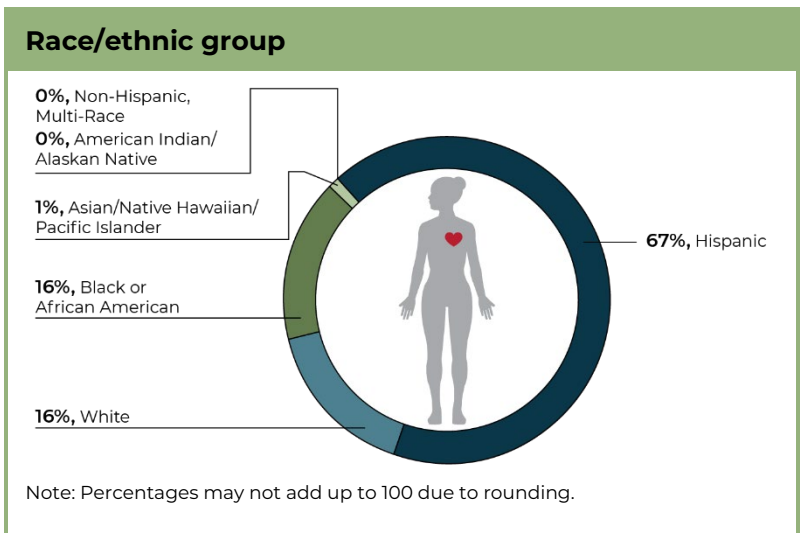 Race/ethnic group
0%, Non-Hispanic,
Multi-Race
0%, American Indian/
Alaskan Native
1%, Asian/Native Hawaiian/
Pacific Islander
16%, Black or
African American
16%, White
67%, Hispanic
Note: Percentages may not add up to 100 due to rounding.